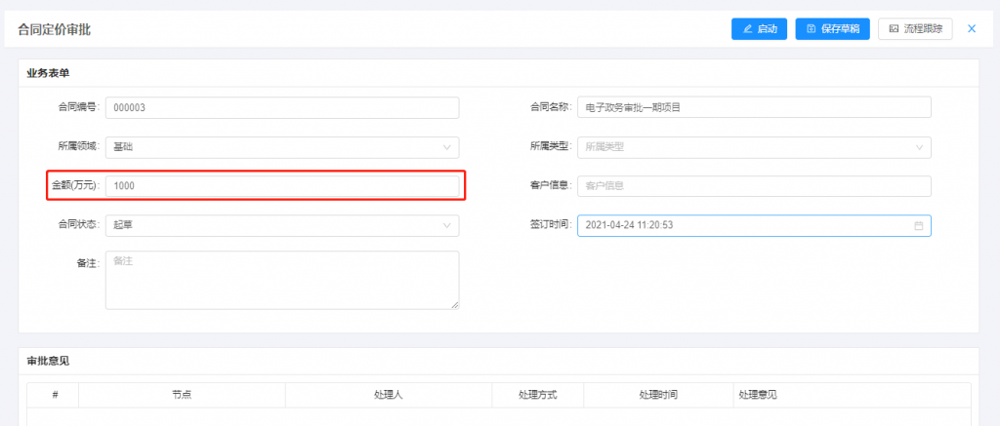 合同定价审批 启动 保存草稿 流程跟踪
业务表单
合同编号: 000003 合同名称: 电子政务审批一期项目
所属领域: 基础 所属类型: 所属类型
金额(万元): 1000 客户信息: 客户信息
合同状态: 起草 签订时间: 2021-04-24 11:20:53
备注: 备注
审批意见
# 节点 处理人 处理方式 处理时间 处理意见